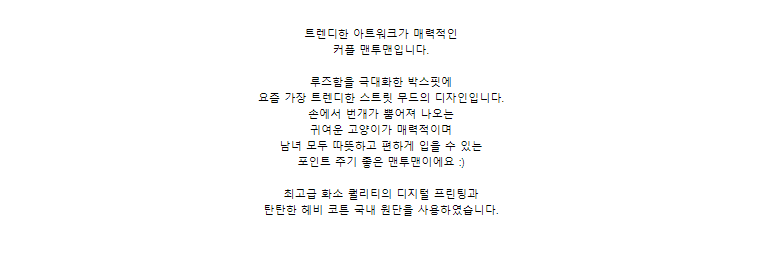 트렌디한 아트워크가 매력적인
커플 맨투맨입니다.
루즈함을 극대화한 박스핏에
요즘 가장 트렌디한 스트릿 무드의 디자인입니다.
손에서 번개가 뿜어져 나오는
귀여운 고양이가 매력적이며
남녀 모두 따뜻하고 편하게 입을 수 있는
포인트 주기 좋은 맨투맨이에요 :)
최고급 화소 퀄리티의 디지털 프린팅과
탄탄한 헤비 코튼 국내 원단을 사용하였습니다.